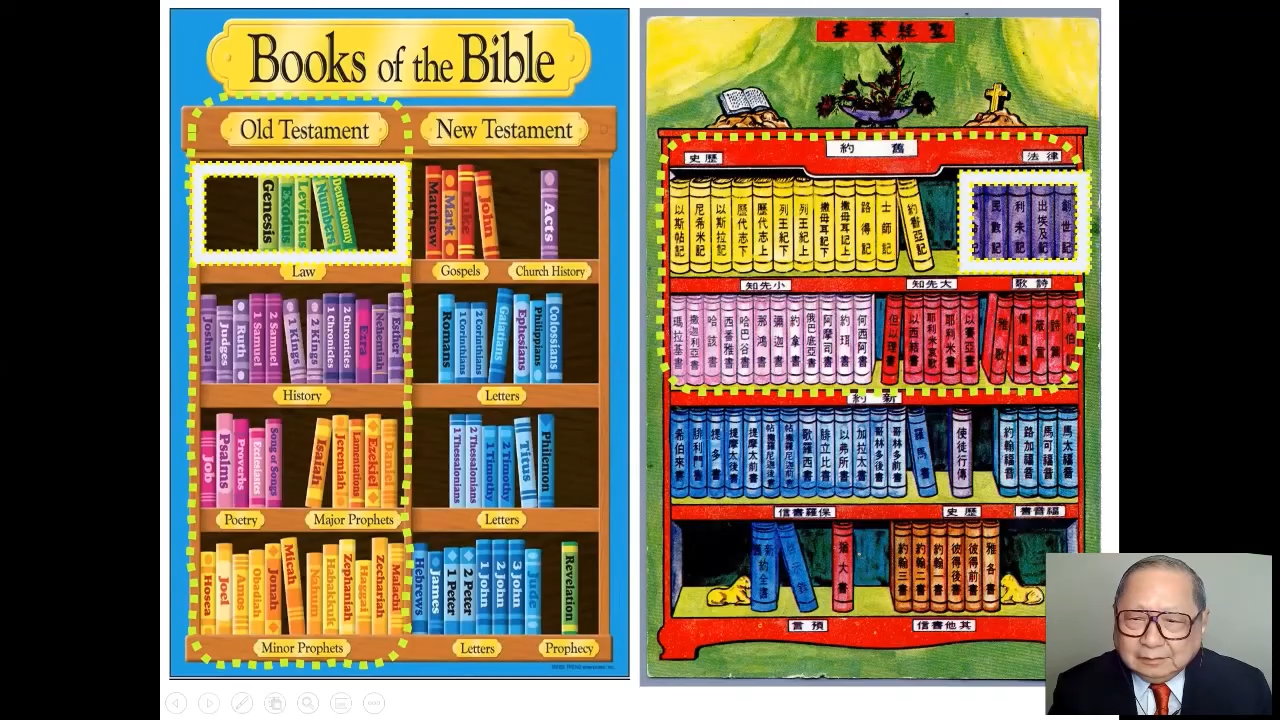 Books of the Bible
Old Testament
New Testament
Genesis
Exodus
Leviticus
Numbers
Deuteronomy
Law
Matthew
Mark
Luke
John
Gospels
Acts
Church History
Joshua
Judges
Ruth
1 Samuel
2 Samuel
1 Kings
2 Kings
1 Chronicles
2 Chronicles
Ezra
Nehemiah
Esther
History
Romans
1 Corinthians
2 Corinthians
Galatians
Ephesians
Philippians
Colossians
Letters
Job
Psalms
Proverbs
Ecclesiastes
Song of Songs
Poetry
Isaiah
Jeremiah
Lamentations
Ezekiel
Daniel
Major Prophets
1 Thessalonians
2 Thessalonians
1 Timothy
2 Timothy
Titus
Philemon
Letters
Hosea
Joel
Amos
Obadiah
Jonah
Micah
Nahum
Habakkuk
Zephaniah
Haggai
Zechariah
Malachi
Minor Prophets
Hebrews
James
1 Peter
2 Peter
1 John
2 John
3 John
Jude
Letters
Revelation
Prophecy
聖經叢書
舊約
法律
歷史
創世記
出埃及記
利未記
民數記
約書亞記
士師記
路得記
撒母耳記上
撒母耳記下
列王紀上
列王紀下
歷代志上
歷代志下
以斯拉記
尼希米記
以斯帖記
詩歌
大先知
小先知
約伯記
詩篇
箴言
傳道書
雅歌
以賽亞書
耶利米書
耶利米哀歌
以西結書
但以理書
何西阿書
約珥書
阿摩司書
俄巴底亞書
約拿書
彌迦書
那鴻書
哈巴谷書
西番雅書
哈該書
撒迦利亞書
瑪拉基書
新約
馬太福音
馬可福音
路加福音
約翰福音
使徒行傳
羅馬書
哥林多前書
哥林多後書
加拉太書
以弗所書
腓立比書
歌羅西書
帖撒羅尼迦前書
帖撒羅尼迦後書
提摩太前書
提摩太後書
提多書
腓利門書
希伯來書
福音書
歷史
保羅書信
雅各書
彼得前書
彼得後書
約翰一書
約翰二書
約翰三書
猶大書
啓示錄
新舊約全書
其他書信
預言